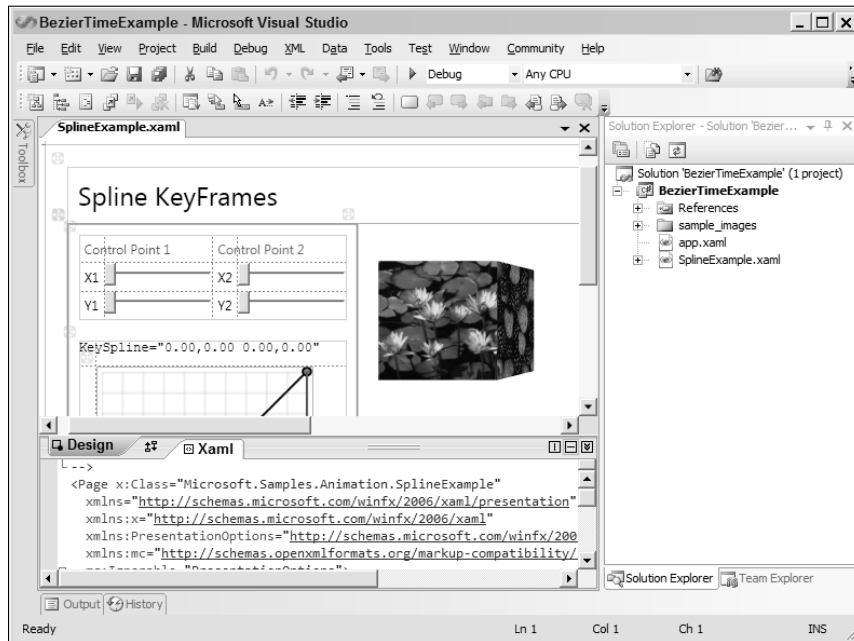 BezierTimeExample - Microsoft Visual Studio
File Edit View Project Build Debug XML Data Tools Test Window Community Help
Debug Any CPU
Toolbox
SplineExample.xaml
Spline KeyFrames
Control Point 1 Control Point 2
X1 X2
Y1 Y2
KeySpline="0.00,0.00 0.00,0.00"
Design Xaml
-->
<Page x:Class="Microsoft.Samples.Animation.SplineExample"
xmlns="http://schemas.microsoft.com/winfx/2006/xaml/presentation"
xmlns:x="http://schemas.microsoft.com/winfx/2006/xaml"
xmlns:PresentationOptions="http://schemas.microsoft.com/winfx/200
xmlns:mc="http://schemas.openxmlformats.org/markup-compatibility/
mc:Ignorable="PresentationOptions">
Solution Explorer - Solution 'Bezier...
Solution 'BezierTimeExample' (1 project)
BezierTimeExample
References
sample_images
app.xaml
SplineExample.xaml
Solution Explorer Team Explorer
Output History
Ready Ln 1 Col 1 Ch 1 INS